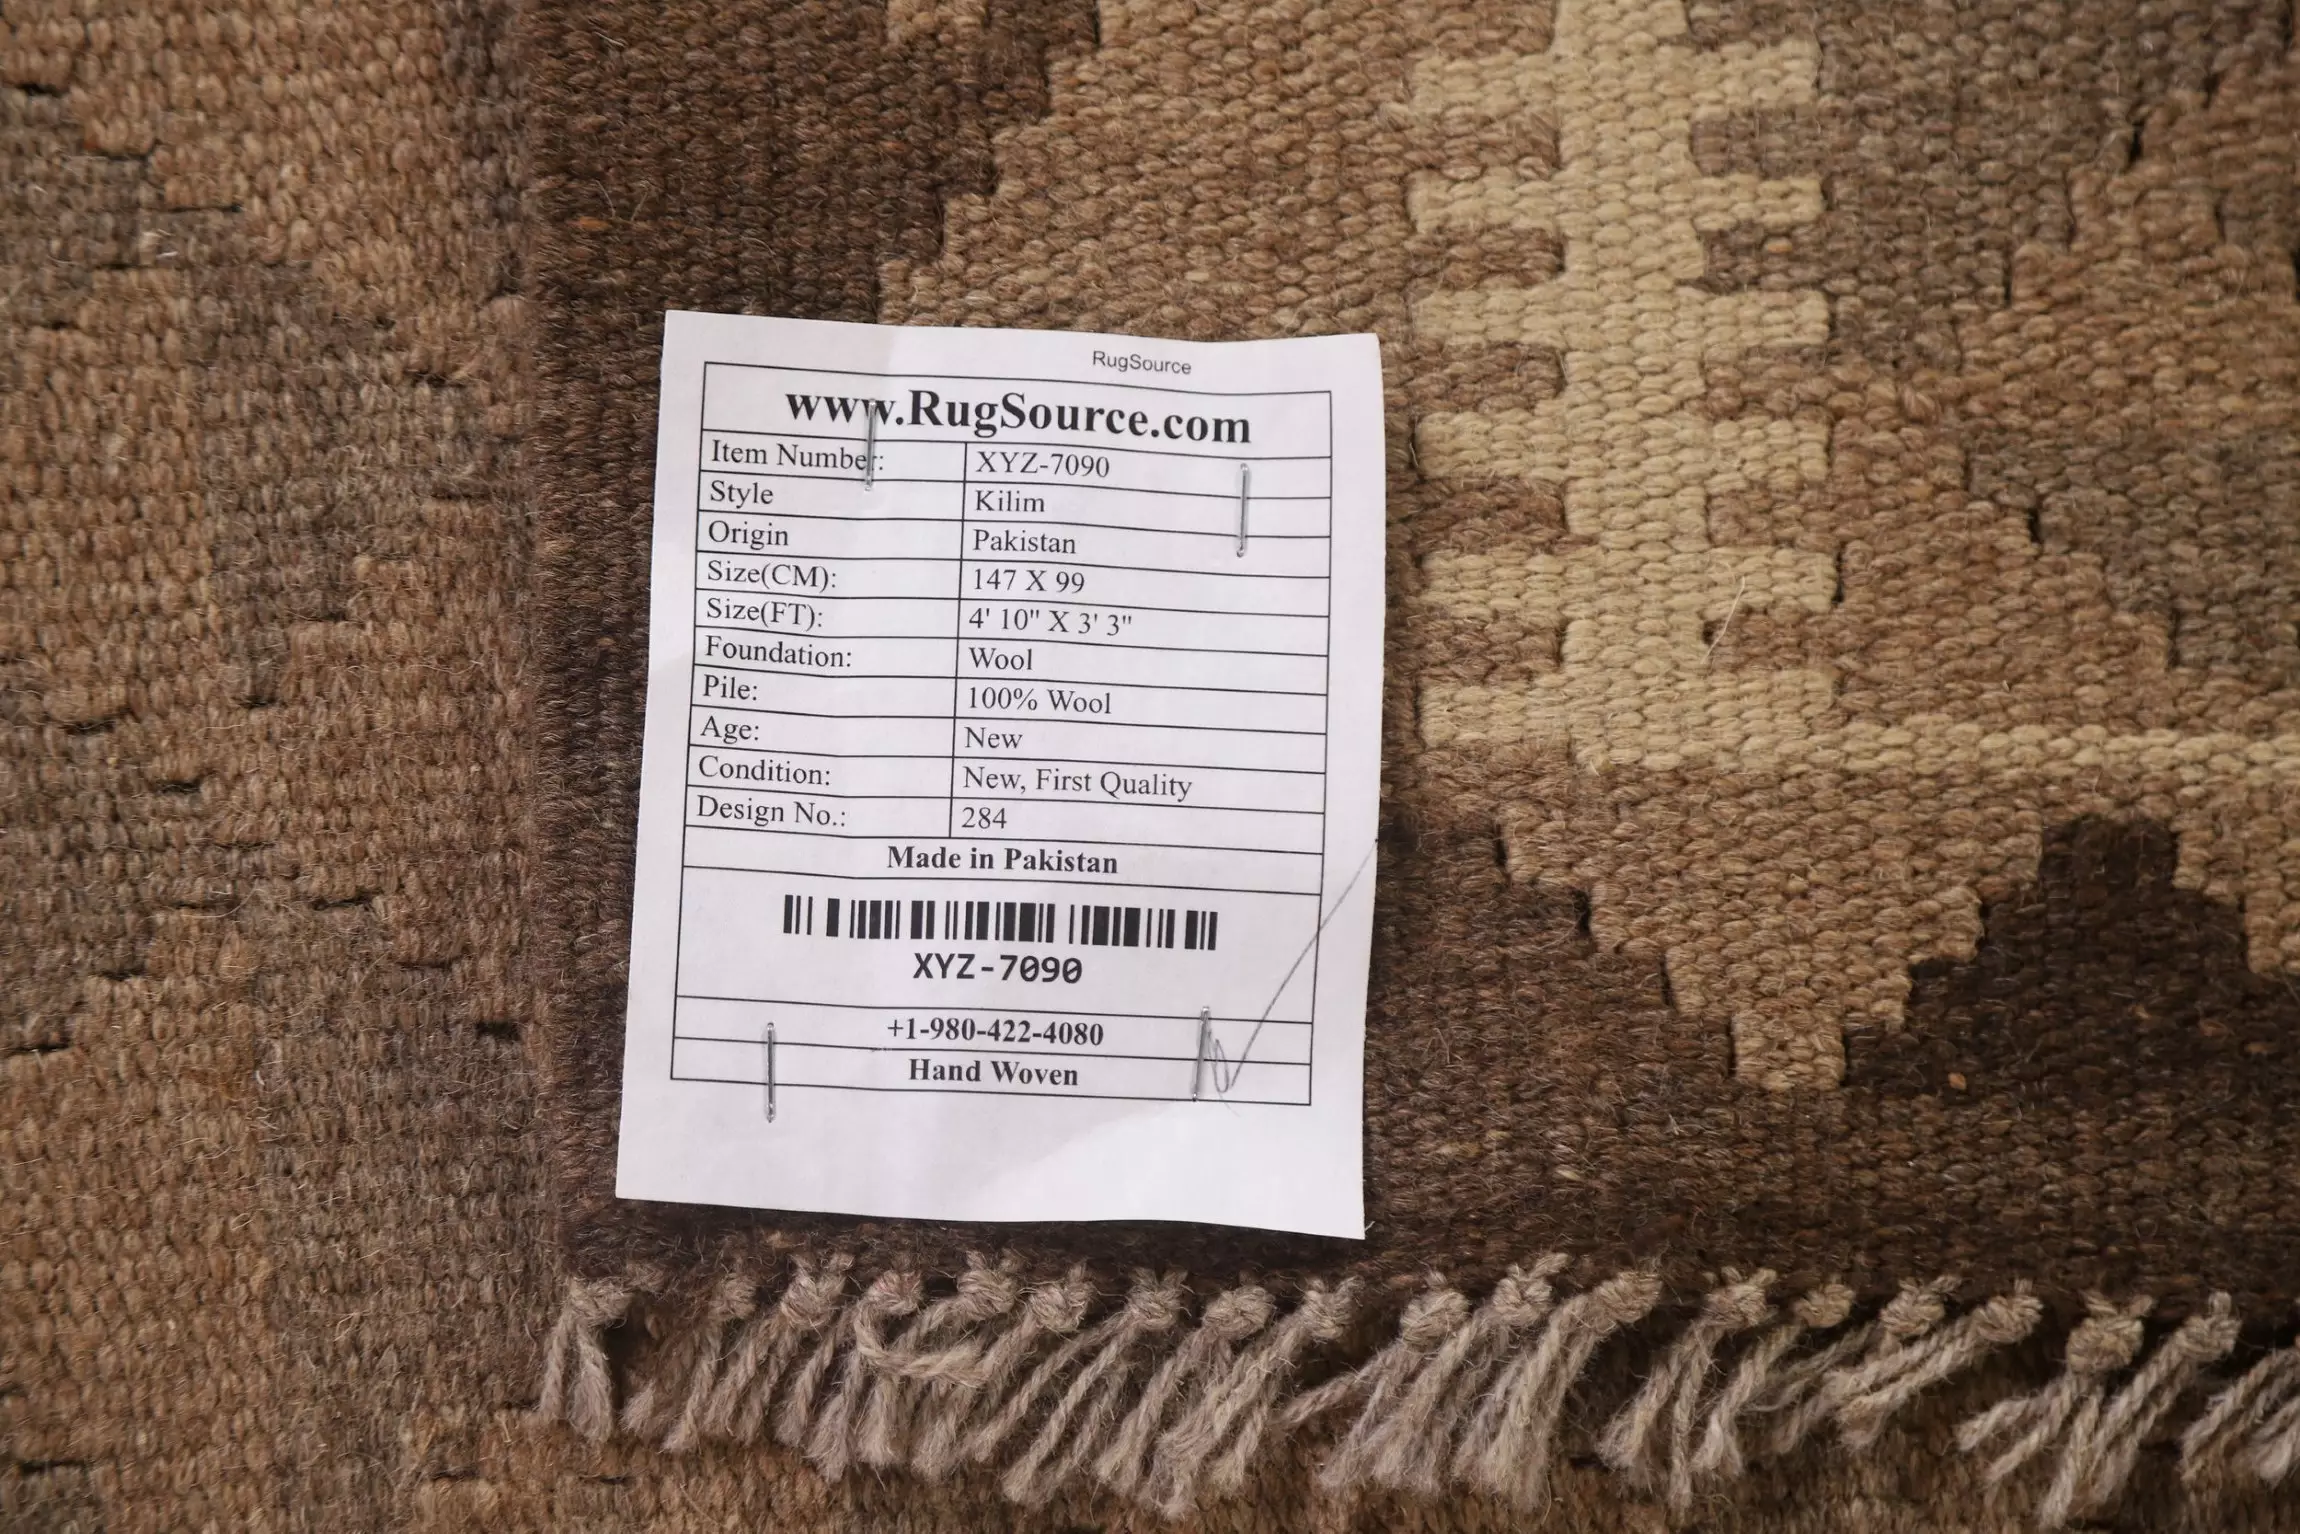 RugSource
www.RugSource.com
Item Number: XYZ-7090
Style Kilim
Origin Pakistan
Size(CM): 147 X 99
Size(FT): 4' 10" X 3' 3"
Foundation: Wool
Pile: 100% Wool
Age: New
Condition: New, First Quality
Design No.: 284
Made in Pakistan
XYZ-7090
+1-980-422-4080
Hand Woven